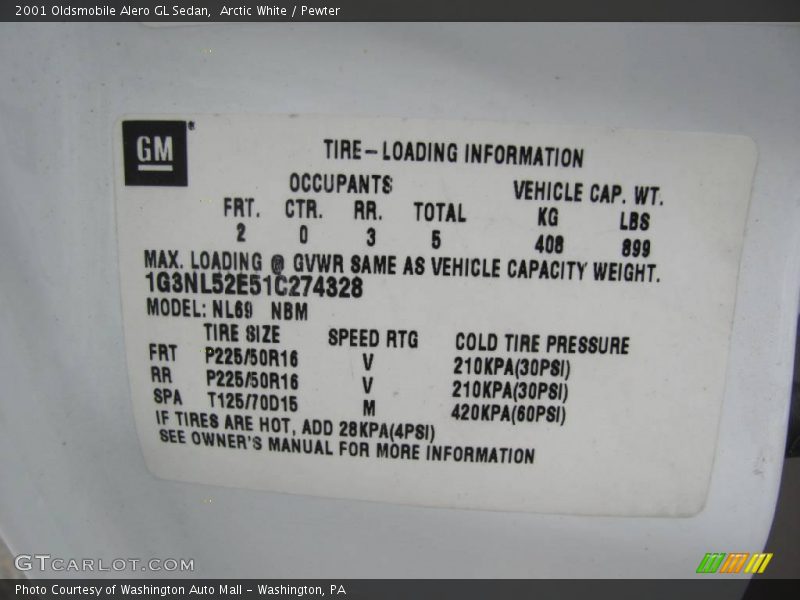 2001 Oldsmobile Alero GL Sedan, Arctic White / Pewter
GM
TIRE-LOADING INFORMATION
OCCUPANTS VEHICLE CAP. WT.
FRT. CTR. RR. TOTAL KG LBS
2 0 3 5 408 899
MAX. LOADING @ GVWR SAME AS VEHICLE CAPACITY WEIGHT.
1G3NL52E51C274328
MODEL: NL69 NBM
TIRE SIZE SPEED RTG COLD TIRE PRESSURE
FRT P225/50R16 V 210KPA(30PSI)
RR P225/50R16 V 210KPA(30PSI)
SPA T125/70D15 M 420KPA(60PSI)
IF TIRES ARE HOT, ADD 28KPA(4PSI)
SEE OWNER'S MANUAL FOR MORE INFORMATION
GTCARLOT.COM
Photo Courtesy of Washington Auto Mall - Washington, PA